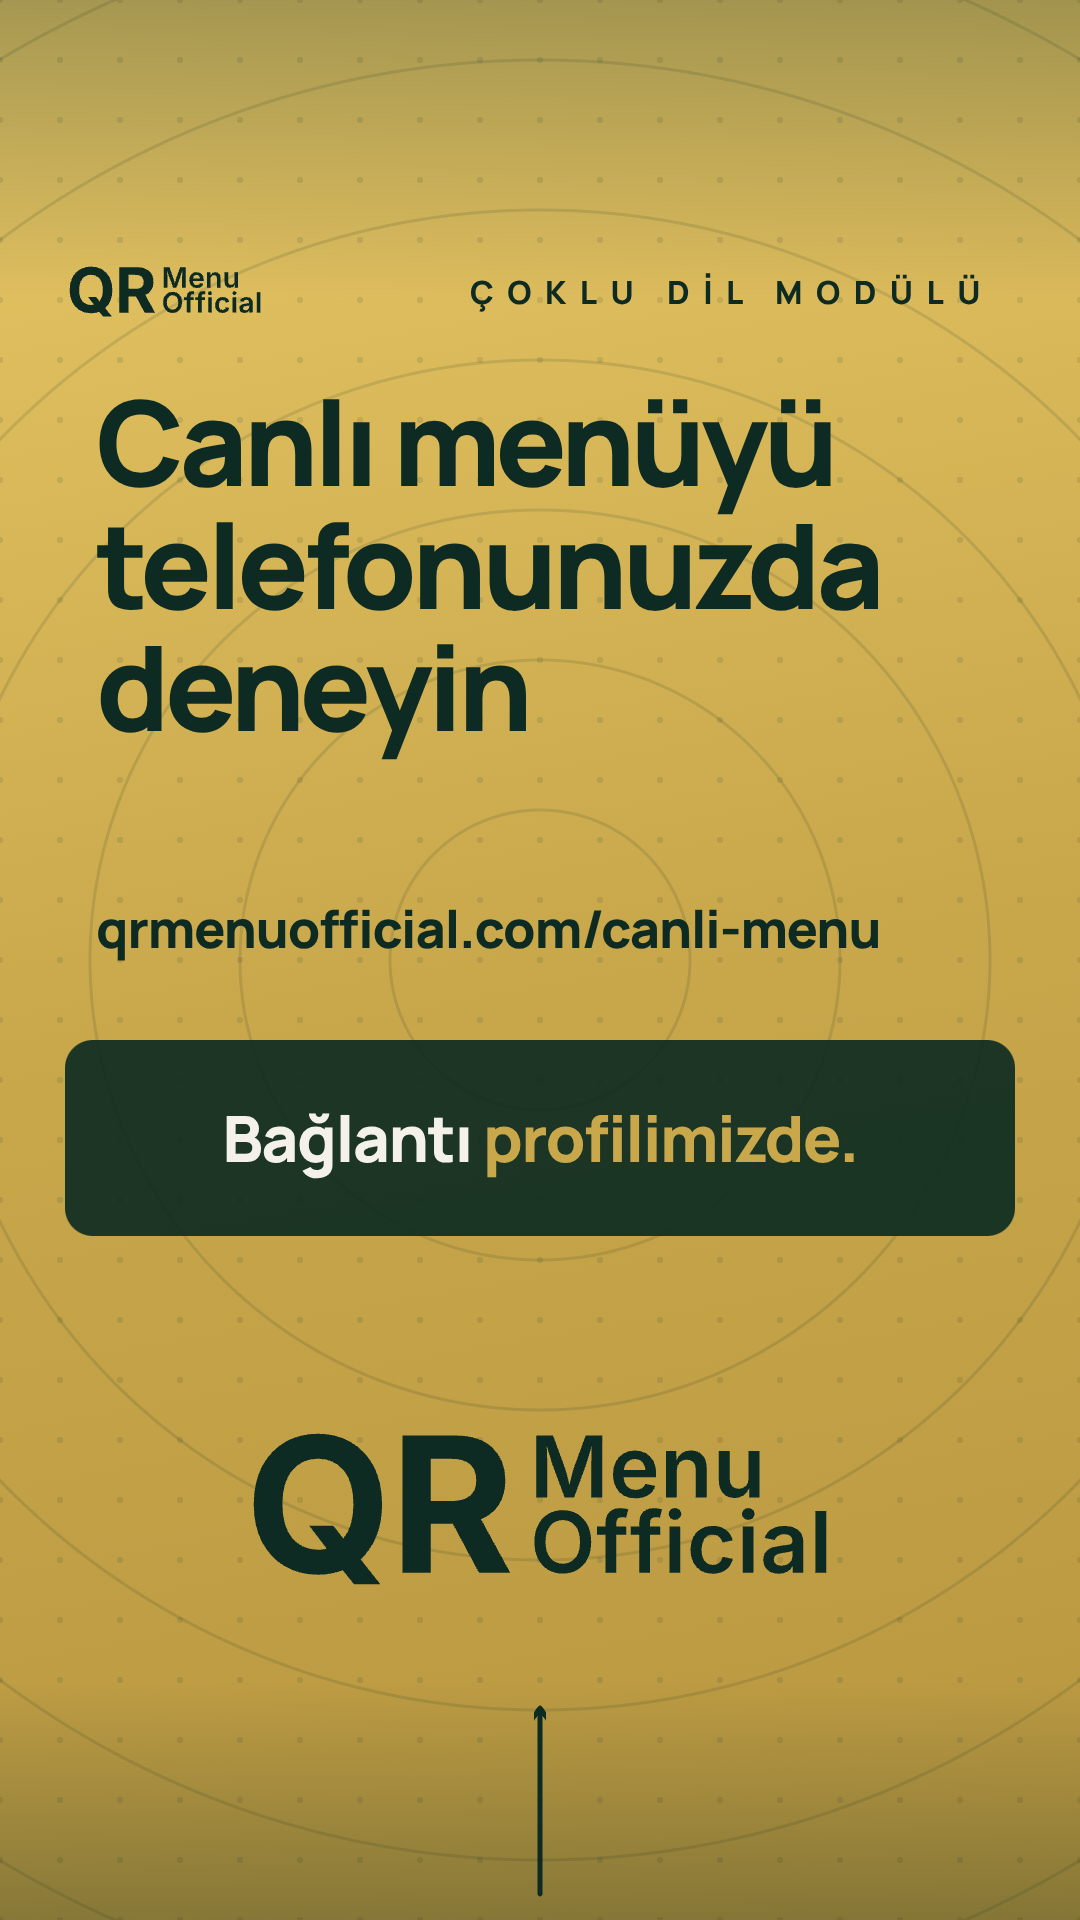 QR Menu Official
ÇOKLU DİL MODÜLÜ
Canlı menüyü
telefonunuzda
deneyin
qrmenuofficial.com/canli-menu
Bağlantı profilimizde.
QR Menu Official